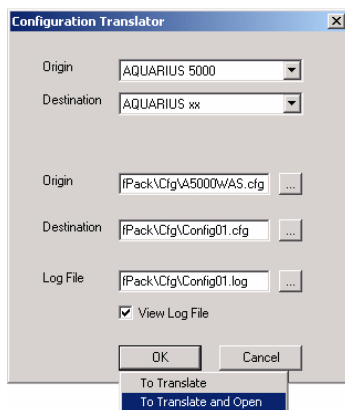 Configuration Translator
Origin AQUARIUS 5000
Destination AQUARIUS xx
Origin fPack\Cfg\A5000WAS.cfg ...
Destination fPack\Cfg\Config01.cfg ...
Log File fPack\Cfg\Config01.log ...
View Log File
OK Cancel
To Translate
To Translate and Open